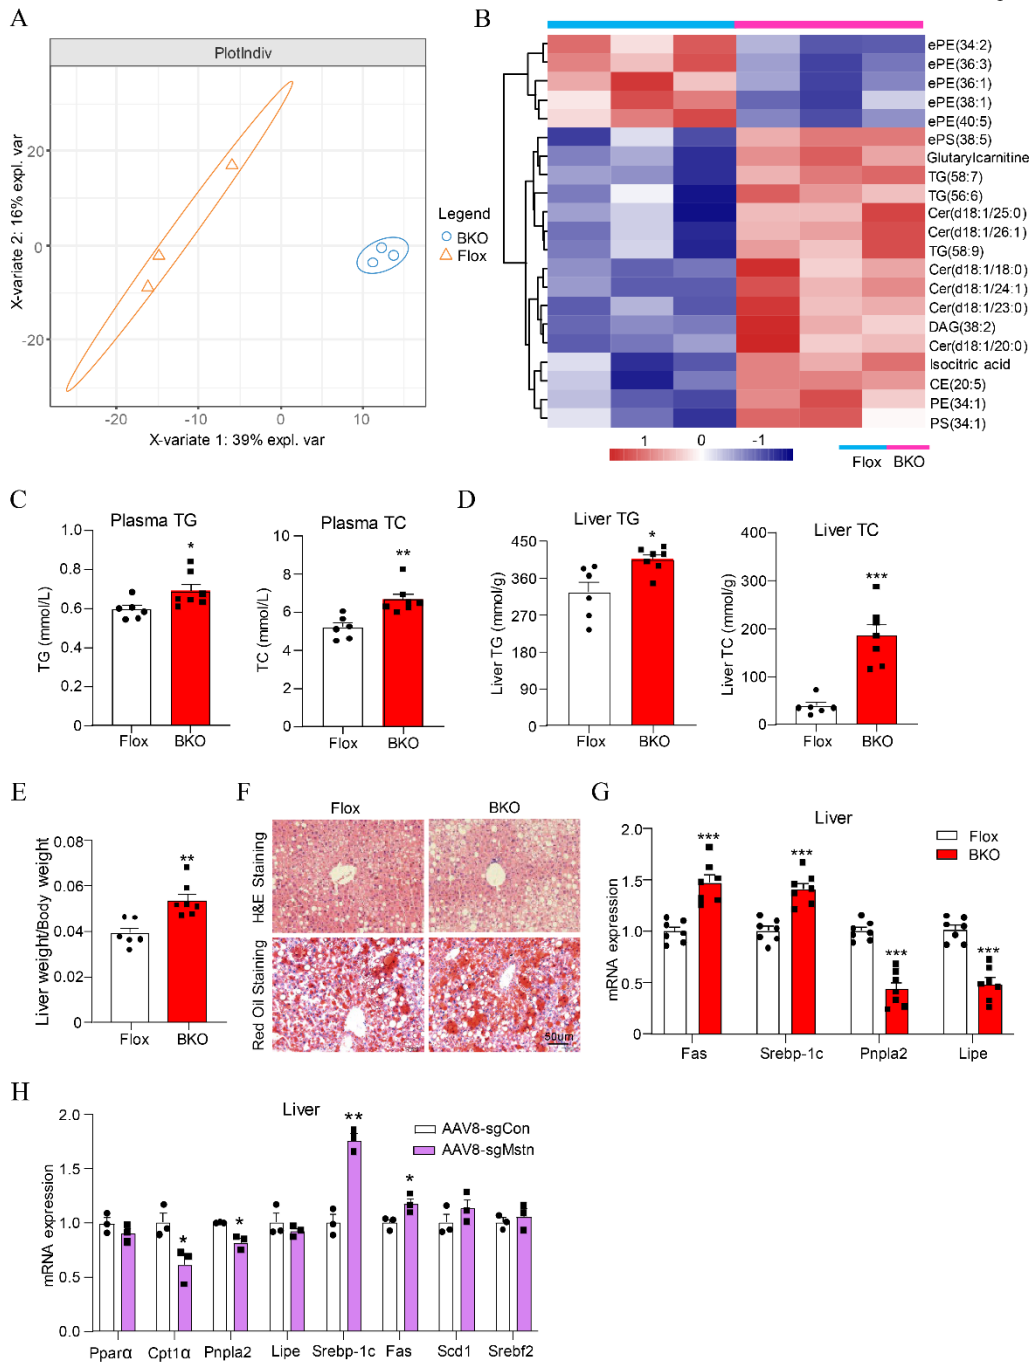 A
PlotIndiv
X-variate 2: 16% expl. var
20
0
-20
-20
-10
0
10
X-variate 1: 39% expl. var
Legend
BKO
Flox
B
ePE(34:2)
ePE(36:3)
ePE(36:1)
ePE(38:1)
ePE(40:5)
ePS(38:5)
Glutarylcarnitine
TG(58:7)
TG(56:6)
Cer(d18:1/25:0)
Cer(d18:1/26:1)
TG(58:9)
Cer(d18:1/18:0)
Cer(d18:1/24:1)
Cer(d18:1/23:0)
DAG(38:2)
Cer(d18:1/20:0)
Isocitric acid
CE(20:5)
PE(34:1)
PS(34:1)
1 0 -1
Flox BKO
C
Plasma TG
TG (mmol/L)
1.0
0.8
0.6
0.4
0.2
0
*
Flox BKO
Plasma TC
TC (mmol/L)
10
8
6
4
2
0
**
Flox BKO
D
Liver TG
Liver TG (mmol/g)
450
360
270
180
90
0
*
Flox BKO
Liver TC
Liver TC (mmol/g)
400
300
200
100
0
***
Flox BKO
E
Liver weight/Body weight
0.08
0.06
0.04
0.02
0
**
Flox BKO
F
Flox BKO
H&E Staining
Red Oil Staining
50um
G
Liver
mRNA expression
2.0
1.5
1.0
0.5
0
*** *** *** ***
Flox
BKO
Fas Srebp-1c Pnpla2 Lipe
H
Liver
mRNA expression
2.0
1.5
1.0
0.5
0.0
* * ** *
AAV8-sgCon
AAV8-sgMstn
Pparα Cpt1α Pnpla2 Lipe Srebp-1c Fas Scd1 Srebf2